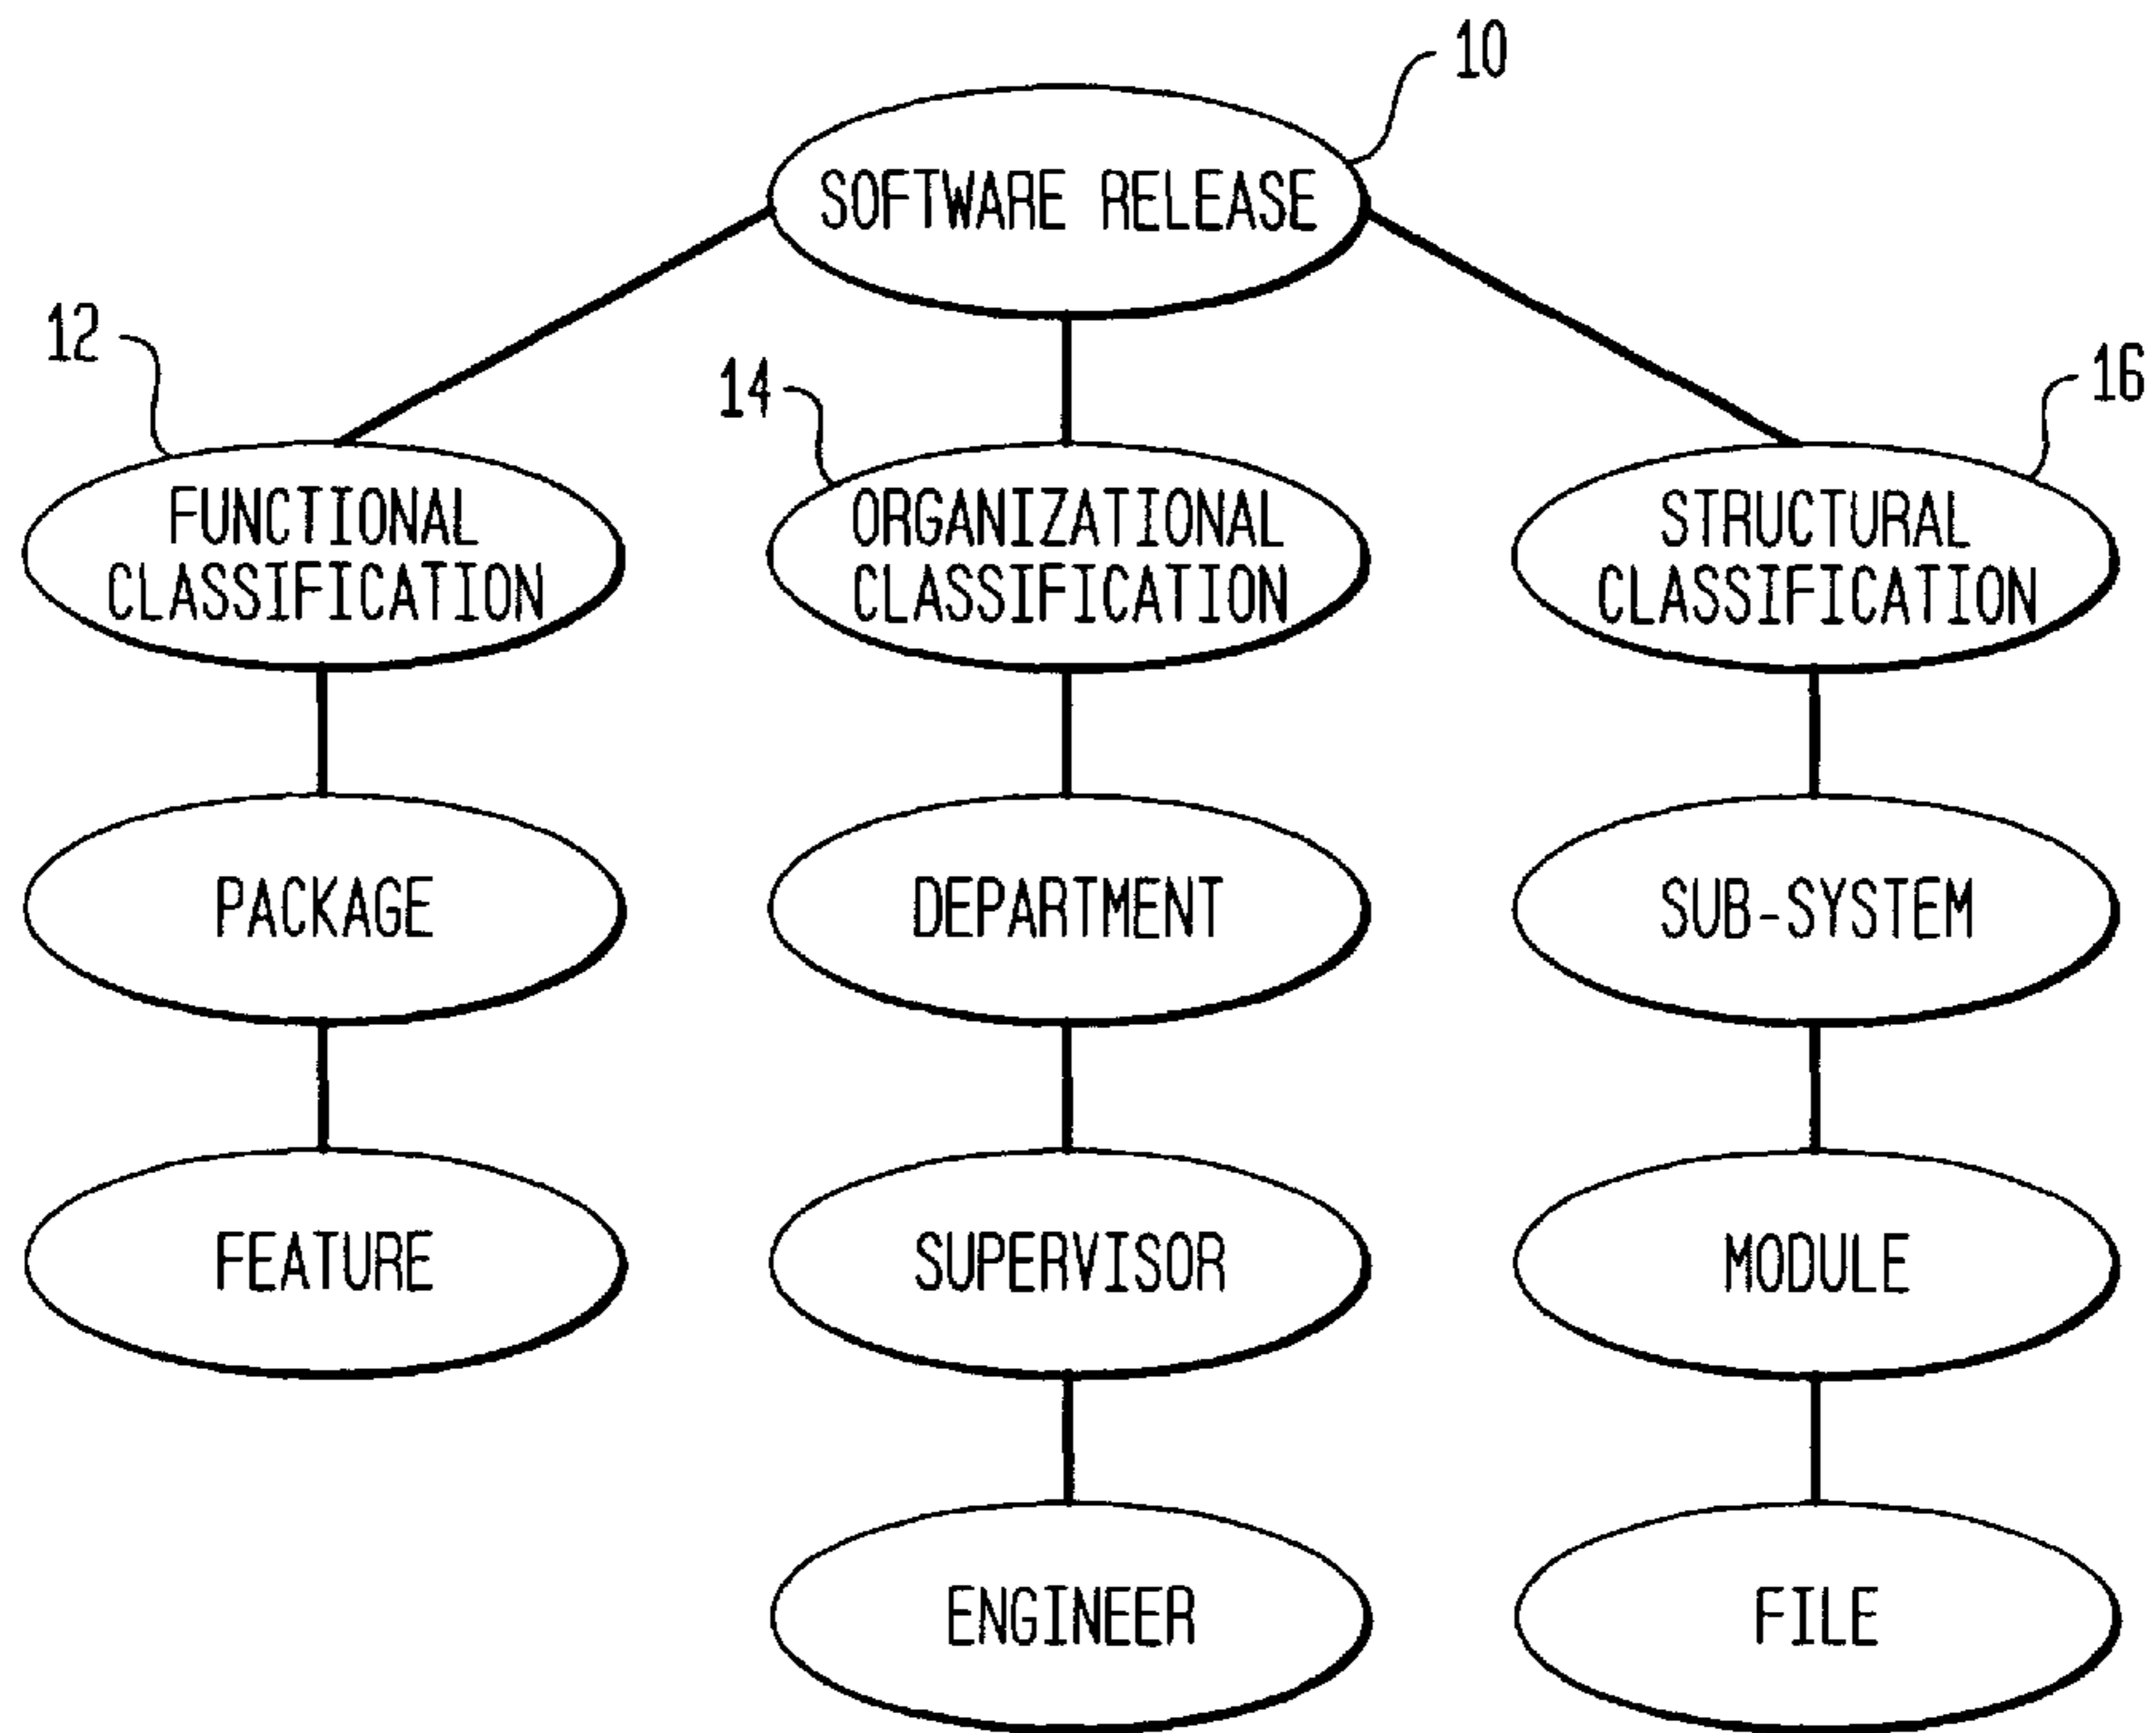 10
SOFTWARE RELEASE
12
14
16
FUNCTIONAL
CLASSIFICATION
ORGANIZATIONAL
CLASSIFICATION
STRUCTURAL
CLASSIFICATION
PACKAGE
DEPARTMENT
SUB-SYSTEM
FEATURE
SUPERVISOR
MODULE
ENGINEER
FILE